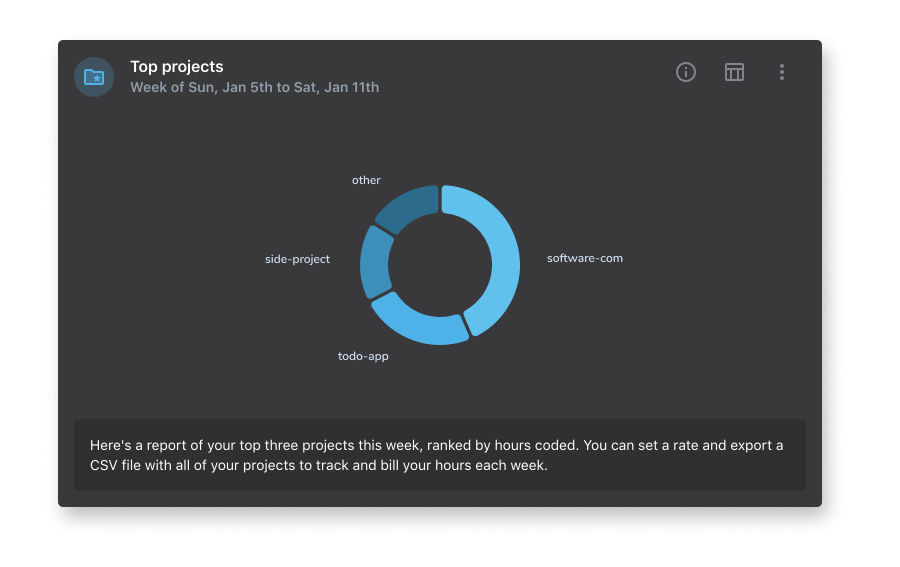 Top projects
Week of Sun, Jan 5th to Sat, Jan 11th
other
side-project
software-com
todo-app
Here's a report of your top three projects this week, ranked by hours coded. You can set a rate and export a
CSV file with all of your projects to track and bill your hours each week.